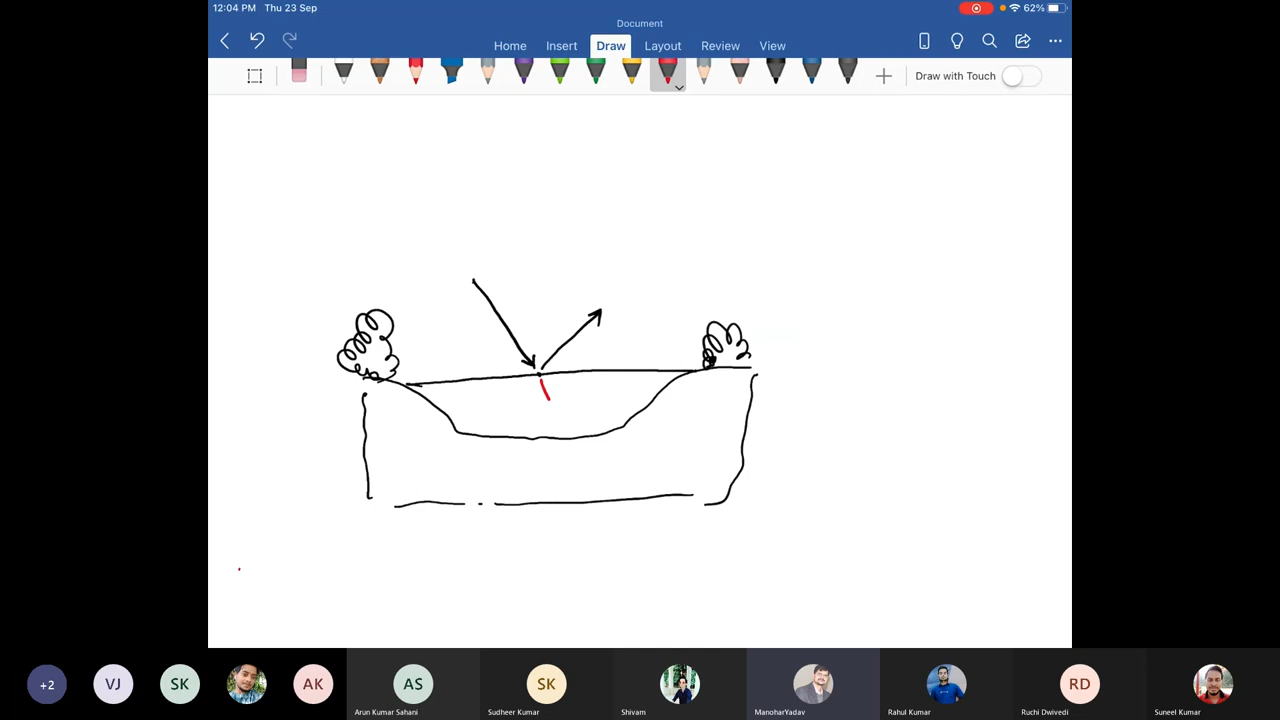 12:04 PM Thu 23 Sep
62%
Document
Home Insert Draw Layout Review View
Draw with Touch
+2
VJ
SK
AK
AS
SK
RD
Arun Kumar Sahani
Sudheer Kumar
Shivam
ManoharYadav
Rahul Kumar
Ruchi Dwivedi
Suneel Kumar